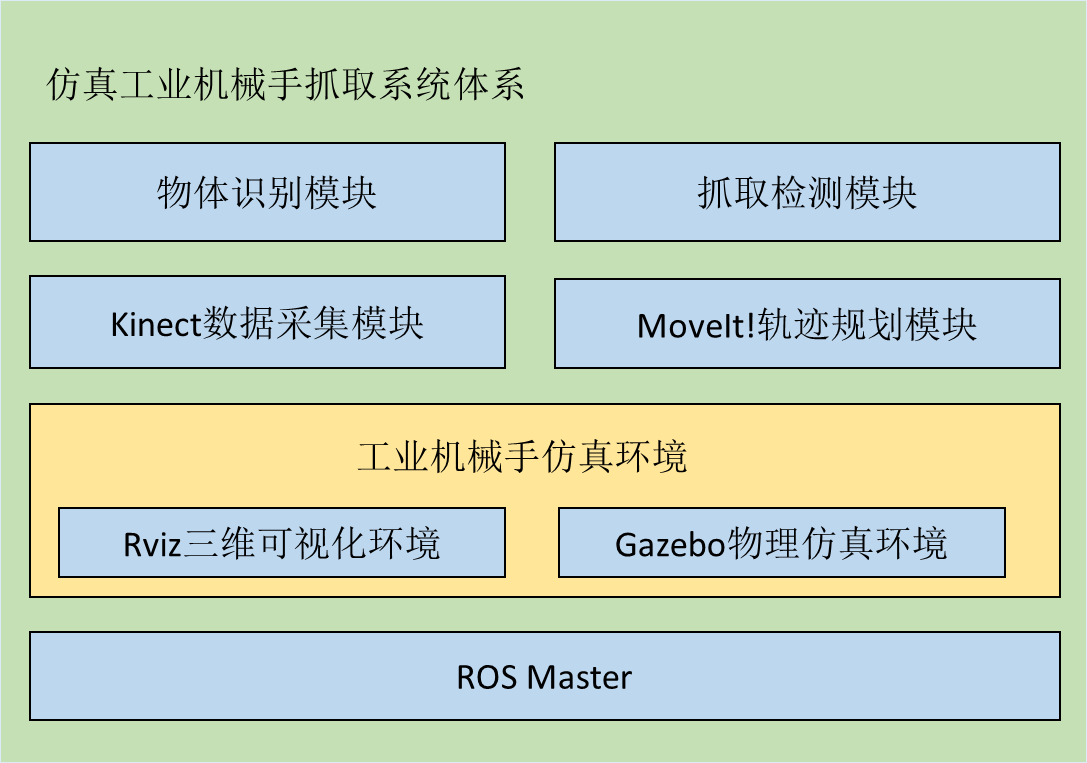 仿真工业机械手抓取系统体系
物体识别模块
抓取检测模块
Kinect数据采集模块
MoveIt!轨迹规划模块
工业机械手仿真环境
Rviz三维可视化环境
Gazebo物理仿真环境
ROS Master